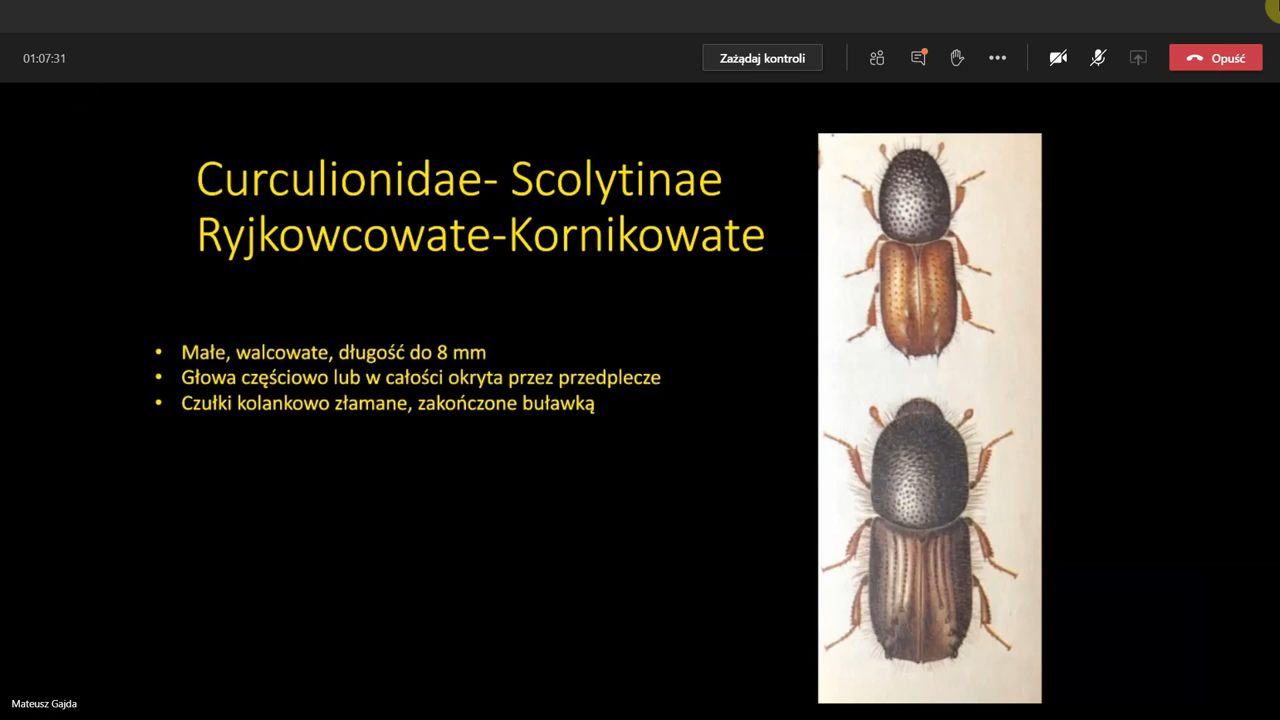 01:07:31
Zażądaj kontroli
Opuść
Curculionidae- Scolytinae
Ryjkowcowate-Kornikowate
• Małe, walcowate, długość do 8 mm
• Głowa częściowo lub w całości okryta przez przedplecze
• Czułki kolankowo złamane, zakończone buławką
Mateusz Gajda